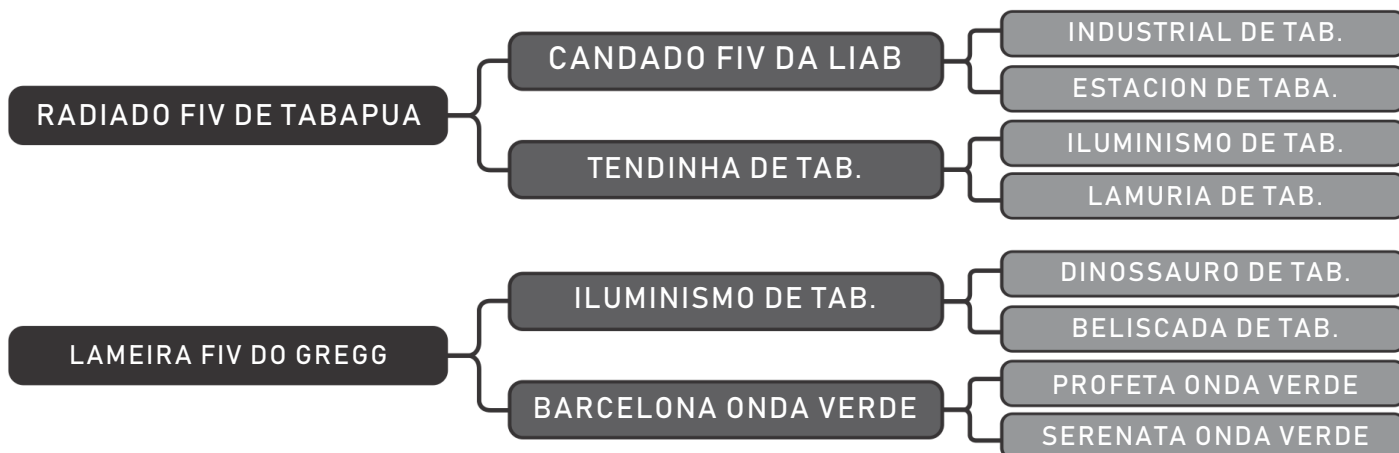 RADIADO FIV DE TABAPUA
CANDADO FIV DA LIAB
INDUSTRIAL DE TAB.
ESTACION DE TABA.
TENDINHA DE TAB.
ILUMINISMO DE TAB.
LAMURIA DE TAB.
LAMEIRA FIV DO GREGG
ILUMINISMO DE TAB.
DINOSSAURO DE TAB.
BELISCADA DE TAB.
BARCELONA ONDA VERDE
PROFETA ONDA VERDE
SERENATA ONDA VERDE